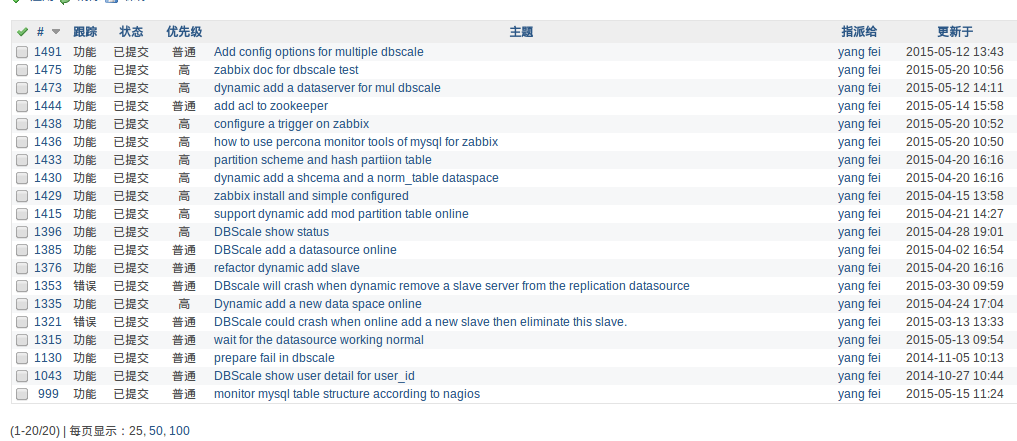 # 跟踪 状态 优先级 主题 指派给 更新于
1491 功能 已提交 普通 Add config options for multiple dbscale yang fei 2015-05-12 13:43
1475 功能 已提交 高 zabbix doc for dbscale test yang fei 2015-05-20 10:56
1473 功能 已提交 高 dynamic add a dataserver for mul dbscale yang fei 2015-05-12 14:11
1444 功能 已提交 普通 add acl to zookeeper yang fei 2015-05-14 15:58
1438 功能 已提交 高 configure a trigger on zabbix yang fei 2015-05-20 10:52
1436 功能 已提交 高 how to use percona monitor tools of mysql for zabbix yang fei 2015-05-20 10:50
1433 功能 已提交 高 partition scheme and hash partiion table yang fei 2015-04-20 16:16
1430 功能 已提交 高 dynamic add a shcema and a norm_table dataspace yang fei 2015-04-20 16:16
1429 功能 已提交 高 zabbix install and simple configured yang fei 2015-04-15 13:58
1415 功能 已提交 高 support dynamic add mod partition table online yang fei 2015-04-21 14:27
1396 功能 已提交 高 DBScale show status yang fei 2015-04-28 19:01
1385 功能 已提交 普通 DBScale add a datasource online yang fei 2015-04-02 16:54
1376 功能 已提交 普通 refactor dynamic add slave yang fei 2015-04-20 16:16
1353 错误 已提交 普通 DBScale will crash when dynamic remove a slave server from the replication datasource yang fei 2015-03-30 09:59
1335 功能 已提交 高 Dynamic add a new data space online yang fei 2015-04-24 17:04
1321 错误 已提交 普通 DBScale could crash when online add a new slave then eliminate this slave. yang fei 2015-03-13 13:33
1315 功能 已提交 普通 wait for the datasource working normal yang fei 2015-05-13 09:54
1130 功能 已提交 普通 prepare fail in dbscale yang fei 2014-11-05 10:13
1043 功能 已提交 普通 DBScale show user detail for user_id yang fei 2014-10-27 10:44
999 功能 已提交 普通 monitor mysql table structure according to nagios yang fei 2015-05-15 11:24
(1-20/20) | 每页显示：25, 50, 100